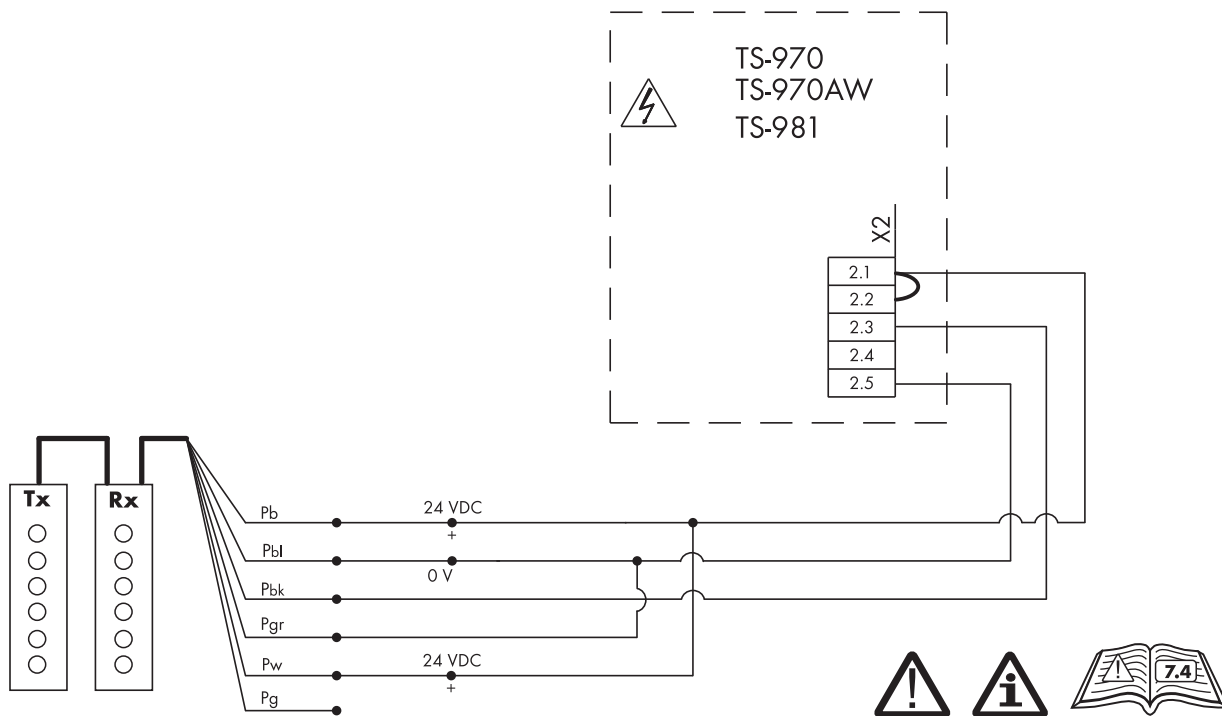 TS-970
TS-970AW
TS-981
X2
2.1
2.2
2.3
2.4
2.5
Tx
Rx
Pb
24 VDC
+
Pbl
0 V
Pbk
Pgr
Pw
24 VDC
+
Pg
7.4